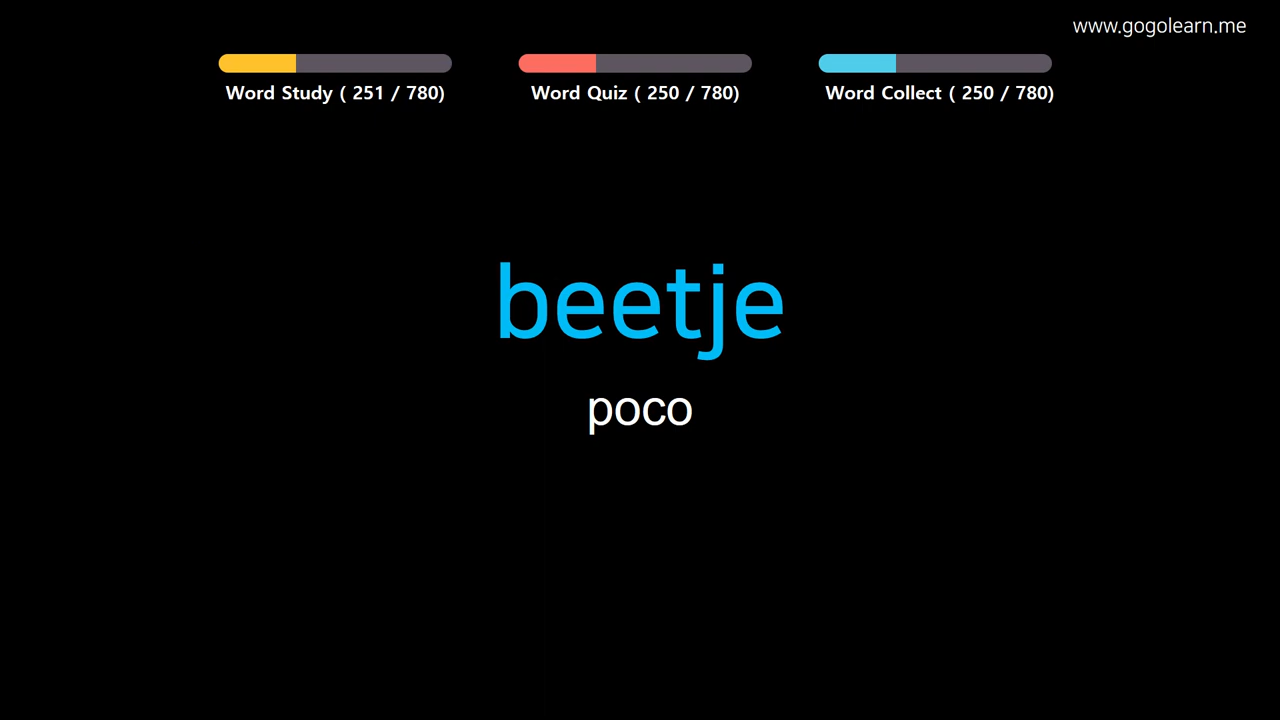 www.gogolearn.me
Word Study ( 251 / 780)
Word Quiz ( 250 / 780)
Word Collect ( 250 / 780)
beetje
poco